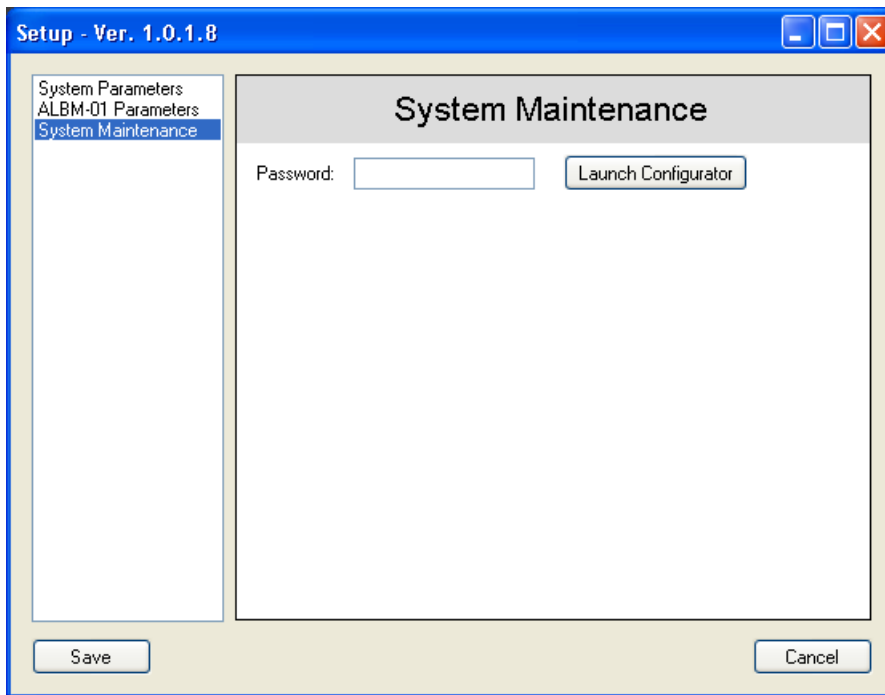 Setup - Ver. 1.0.1.8
System Parameters
ALBM-01 Parameters
System Maintenance
System Maintenance
Password:
Launch Configurator
Save
Cancel